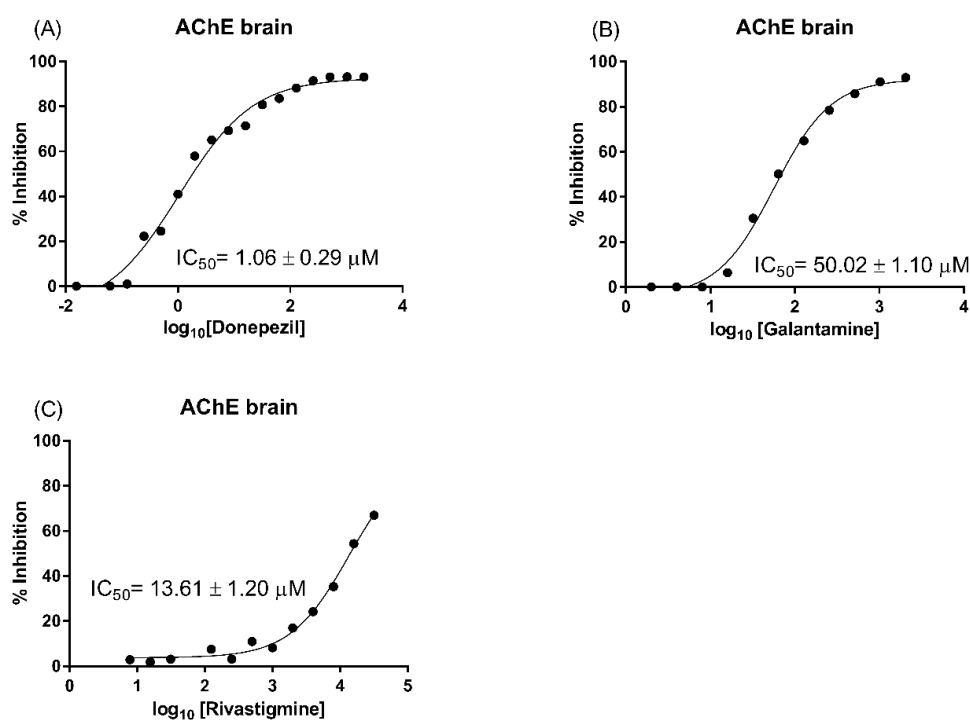 (A)
AChE brain
100
80
60
40
20
0
% Inhibition
IC50= 1.06 ± 0.29 μM
-2 0 2 4
log10[Donepezil]
(B)
AChE brain
100
80
60
40
20
0
% Inhibition
IC50= 50.02 ± 1.10 μM
0 1 2 3 4
log10 [Galantamine]
(C)
AChE brain
100
80
60
40
20
0
% Inhibition
IC50= 13.61 ± 1.20 μM
0 1 2 3 4 5
log10 [Rivastigmine]